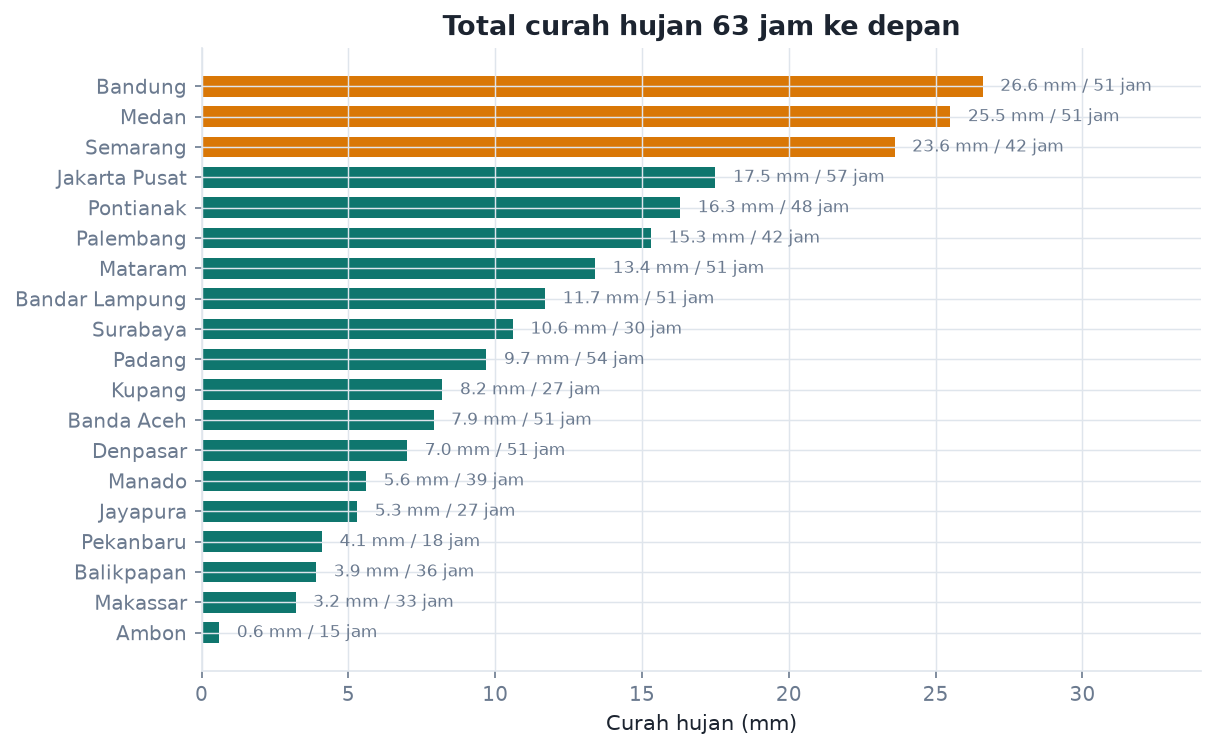 Total curah hujan 63 jam ke depan
Bandung 26.6 mm / 51 jam
Medan 25.5 mm / 51 jam
Semarang 23.6 mm / 42 jam
Jakarta Pusat 17.5 mm / 57 jam
Pontianak 16.3 mm / 48 jam
Palembang 15.3 mm / 42 jam
Mataram 13.4 mm / 51 jam
Bandar Lampung 11.7 mm / 51 jam
Surabaya 10.6 mm / 30 jam
Padang 9.7 mm / 54 jam
Kupang 8.2 mm / 27 jam
Banda Aceh 7.9 mm / 51 jam
Denpasar 7.0 mm / 51 jam
Manado 5.6 mm / 39 jam
Jayapura 5.3 mm / 27 jam
Pekanbaru 4.1 mm / 18 jam
Balikpapan 3.9 mm / 36 jam
Makassar 3.2 mm / 33 jam
Ambon 0.6 mm / 15 jam
0 5 10 15 20 25 30
Curah hujan (mm)